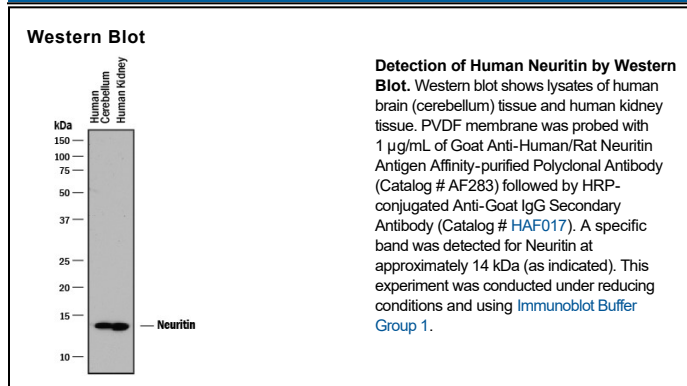 Western Blot
Human
Cerebellum
Human Kidney
kDa
150
100
75
50
37
25
20
15
10
Neuritin
Detection of Human Neuritin by Western
Blot. Western blot shows lysates of human
brain (cerebellum) tissue and human kidney
tissue. PVDF membrane was probed with
1 µg/mL of Goat Anti-Human/Rat Neuritin
Antigen Affinity-purified Polyclonal Antibody
(Catalog # AF283) followed by HRP-
conjugated Anti-Goat IgG Secondary
Antibody (Catalog # HAF017). A specific
band was detected for Neuritin at
approximately 14 kDa (as indicated). This
experiment was conducted under reducing
conditions and using Immunoblot Buffer
Group 1.